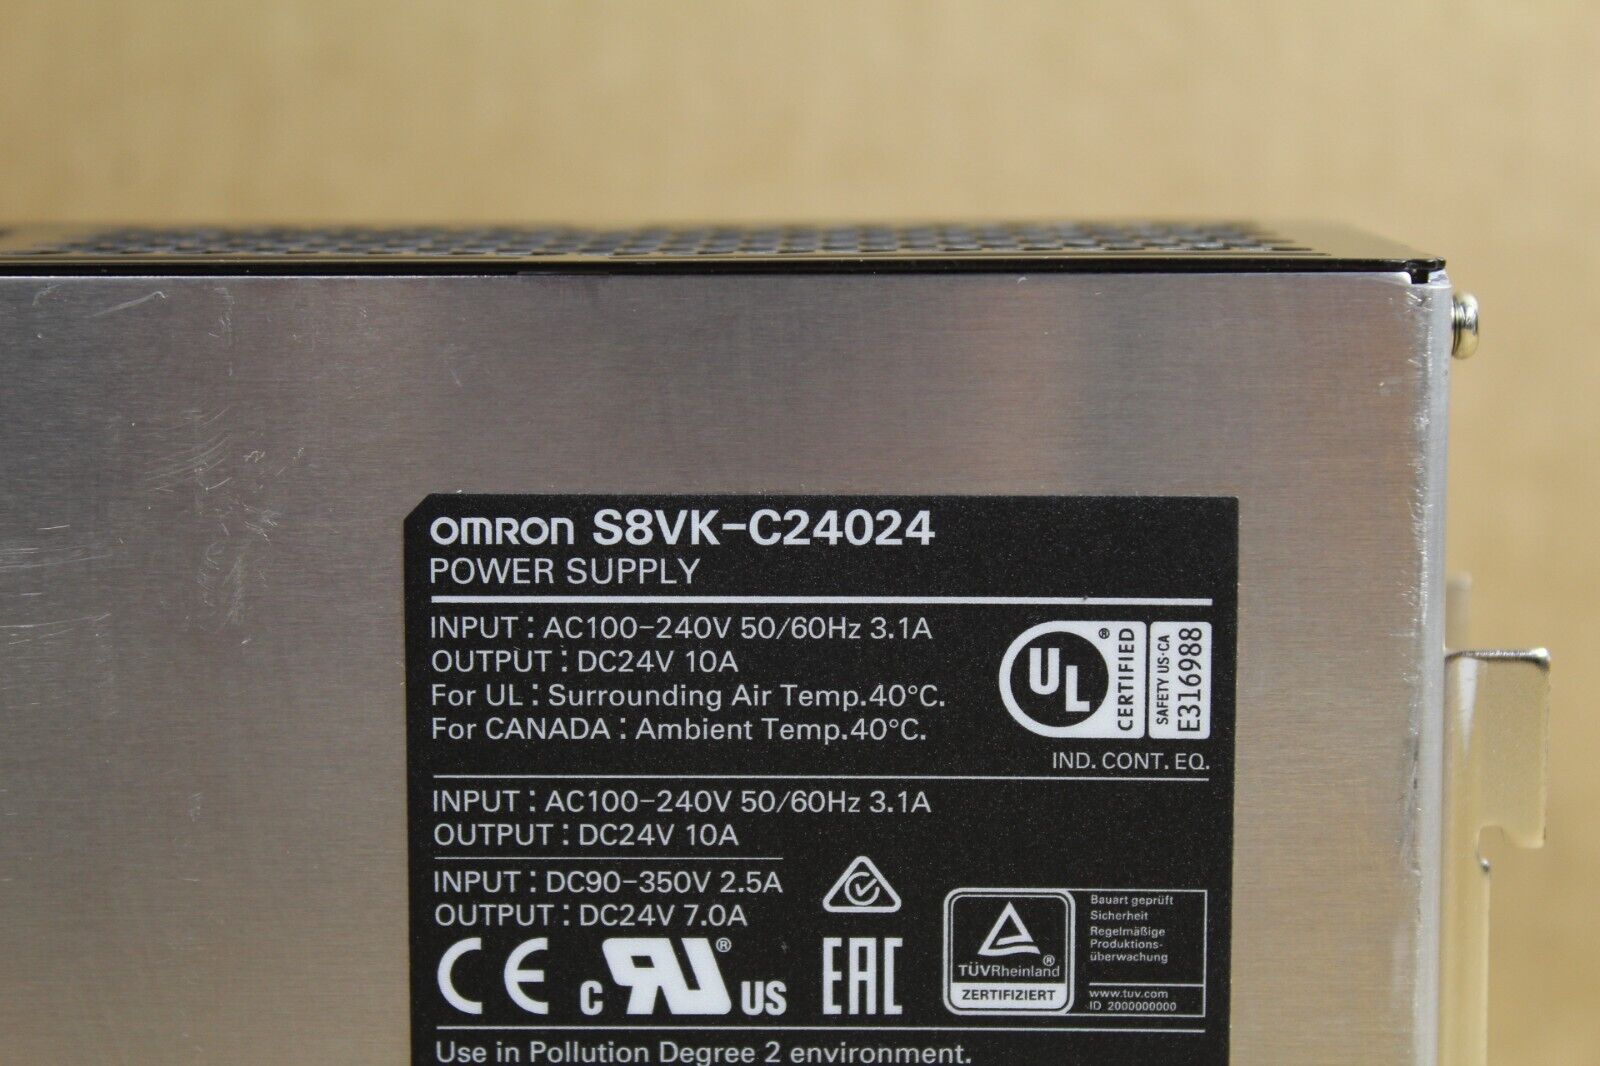 OMRON S8VK-C24024
POWER SUPPLY
INPUT : AC100-240V 50/60Hz 3.1A
OUTPUT : DC24V 10A
For UL : Surrounding Air Temp.40°C.
For CANADA : Ambient Temp.40°C.
UL ® CERTIFIED
SAFETY US·CA
E316988
IND. CONT. EQ.
INPUT : AC100-240V 50/60Hz 3.1A
OUTPUT : DC24V 10A
INPUT : DC90-350V 2.5A
OUTPUT : DC24V 7.0A
CE c RU ® US EAC
TÜVRheinland ®
ZERTIFIZIERT
Bauart geprüft
Sicherheit
Regelmäßige
Produktions-
überwachung
www.tuv.com
ID 2000000000
Use in Pollution Degree 2 environment.